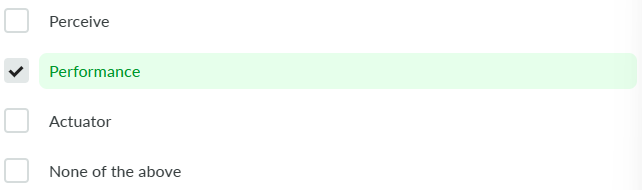 Perceive
Performance
Actuator
None of the above